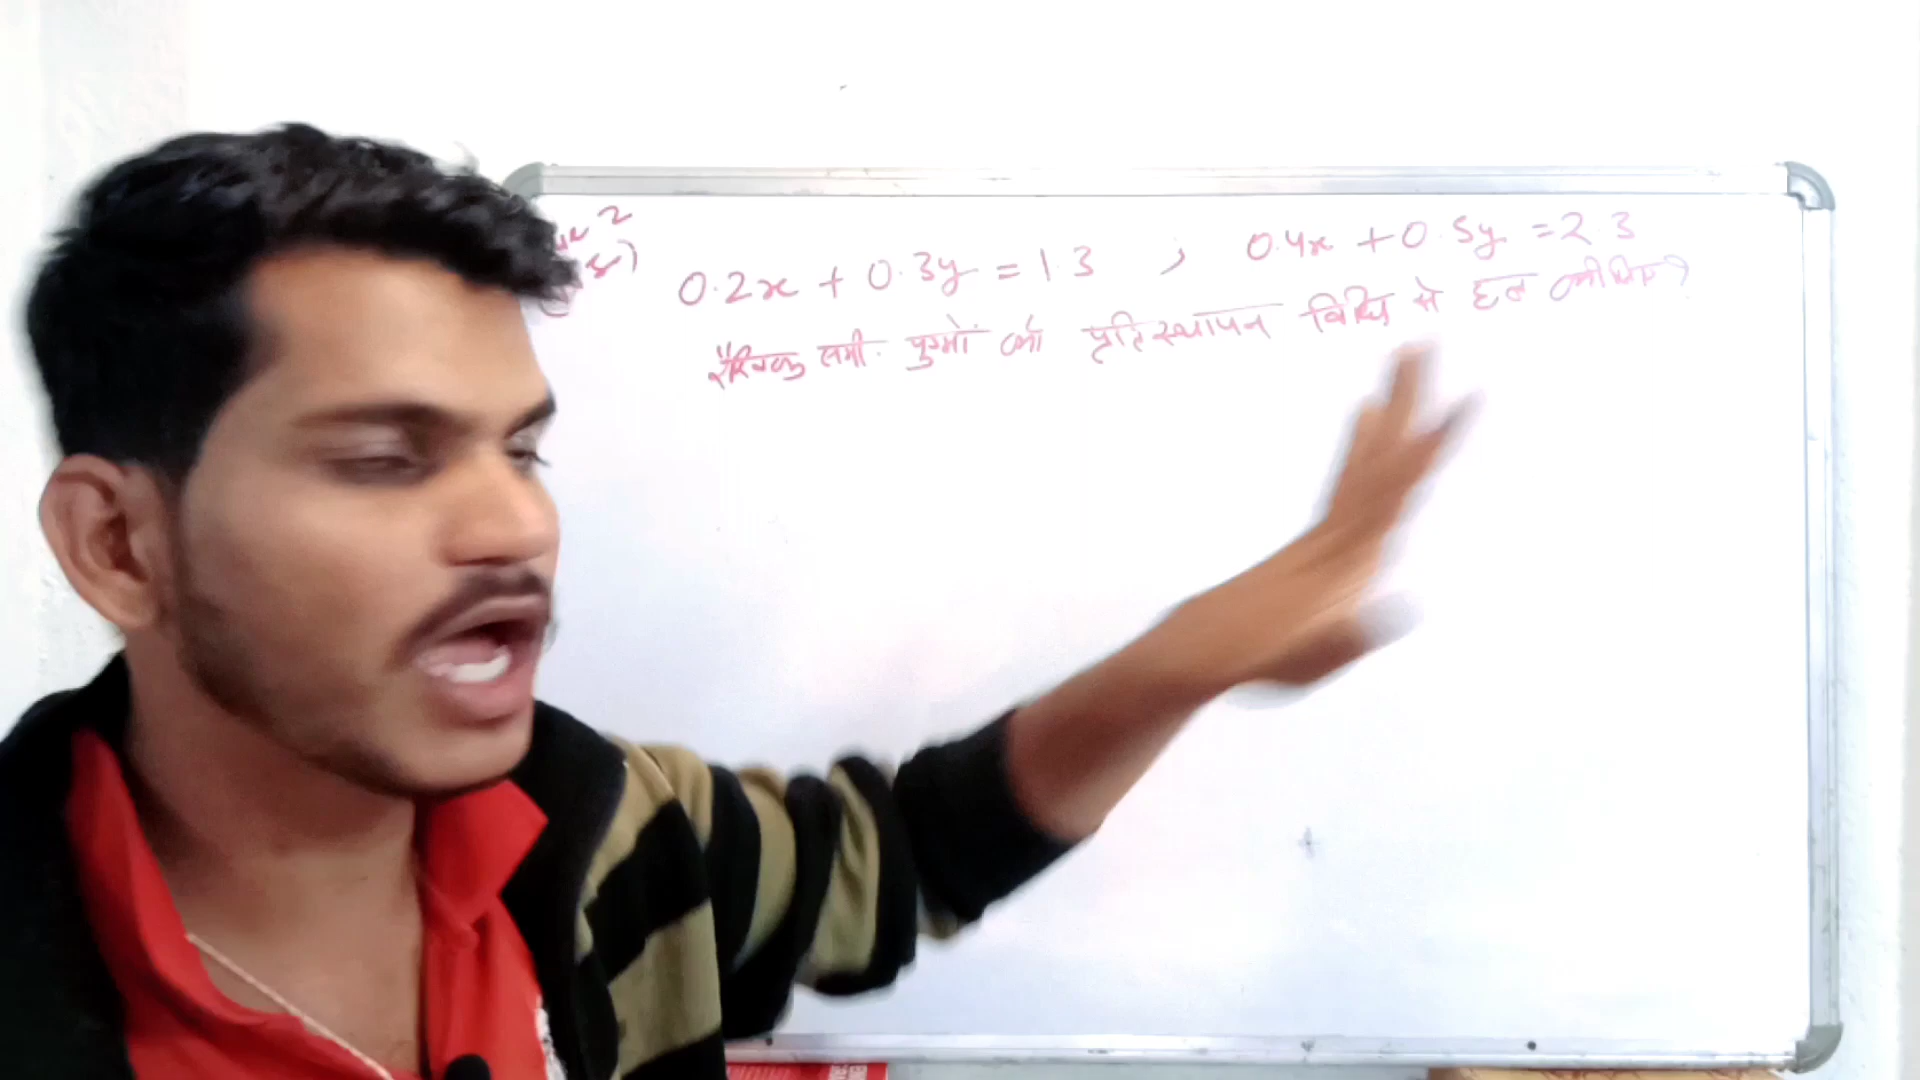 0.2x + 0.3y = 1.3 , 0.4x + 0.5y = 2.3
रैखिक समी. युग्मों को प्रतिस्थापन विधि से हल कीजिए?